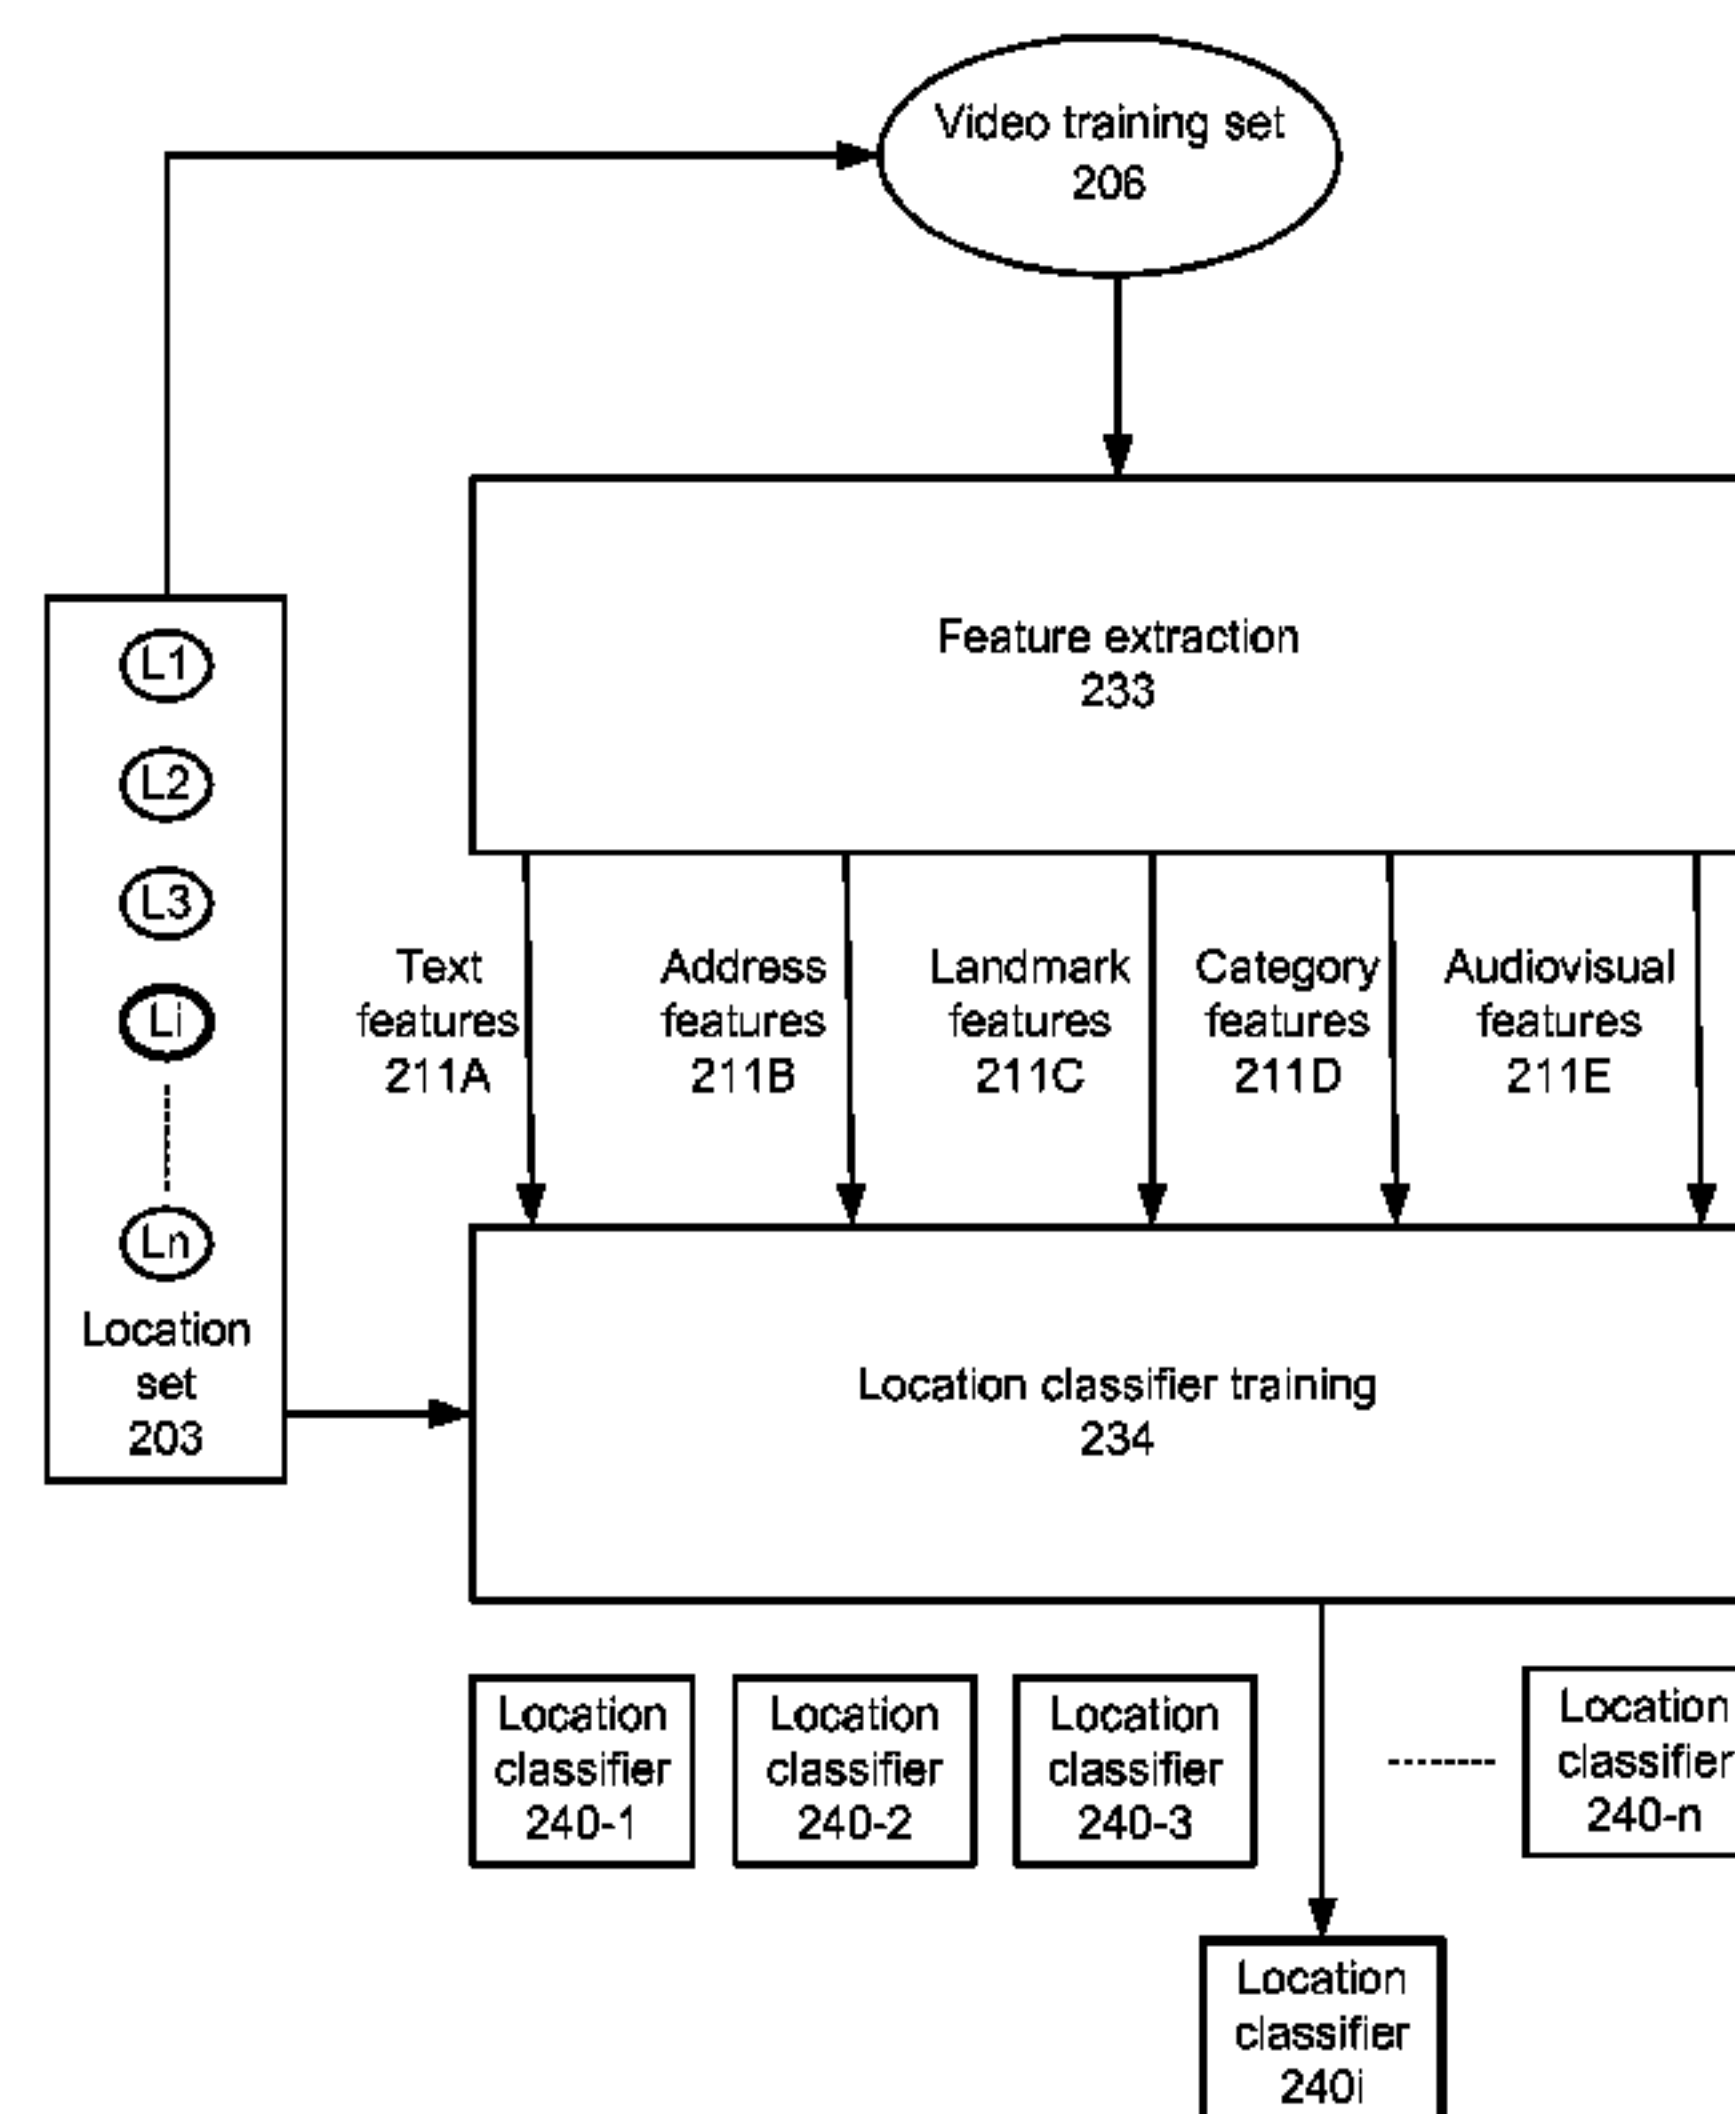 Video training set
206
Feature extraction
233
L1
L2
L3
Li
Ln
Location
set
203
Text
features
211A
Address
features
211B
Landmark
features
211C
Category
features
211D
Audiovisual
features
211E
Location classifier training
234
Location
classifier
240-1
Location
classifier
240-2
Location
classifier
240-3
Location
classifier
240-n
Location
classifier
240i